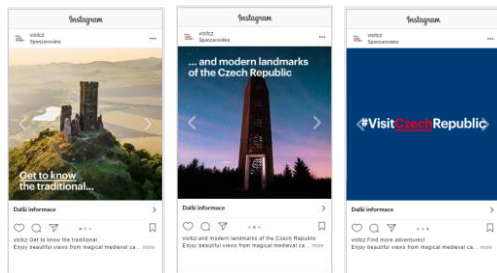 Instagram
visitcz
Sponzorováno
Get to know
the traditional...
Další informace
visitcz Get to know the traditional
Enjoy beautiful views from magical medieval ca... more
Instagram
visitcz
Sponzorováno
... and modern landmarks
of the Czech Republic
Další informace
visitcz and modern landmarks of the Czech Republic
Enjoy beautiful views from magical medieval ca... more
Instagram
visitcz
Sponzorováno
#VisitCzechRepublic
Další informace
visitcz Find more adventures!
Enjoy beautiful views from magical medieval ca... more